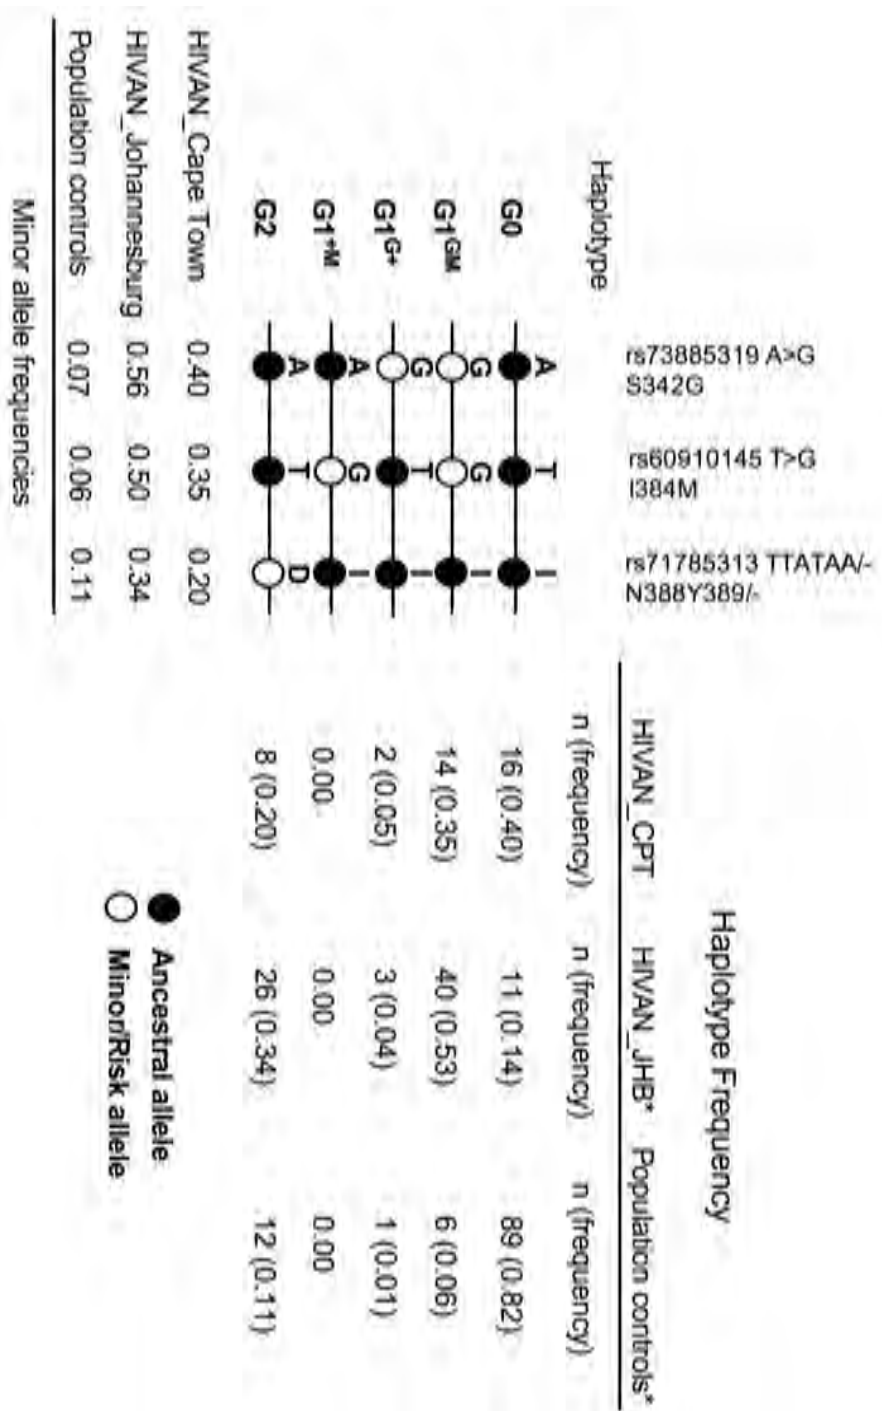 Haplotype Frequency
rs73885319 A>G
S342G
rs60910145 T>G
I384M
rs71785313 TTATAA/-
N388Y389/-
HIVAN_CPT HIVAN_JHB* Population controls*
Haplotype n (frequency) n (frequency) n (frequency)
G0 A T I 16 (0.40) 11 (0.14) 89 (0.82)
G1GM G G I 14 (0.35) 40 (0.53) 6 (0.06)
G1G+ G T I 2 (0.05) 3 (0.04) 1 (0.01)
G1+M A G I 0.00 0.00 0.00
G2 A T D 8 (0.20) 26 (0.34) 12 (0.11)
HIVAN_Cape Town 0.40 0.35 0.20
HIVAN_Johannesburg 0.56 0.50 0.34
Population controls 0.07 0.06 0.11
Minor allele frequencies
Ancestral allele
Minor/Risk allele